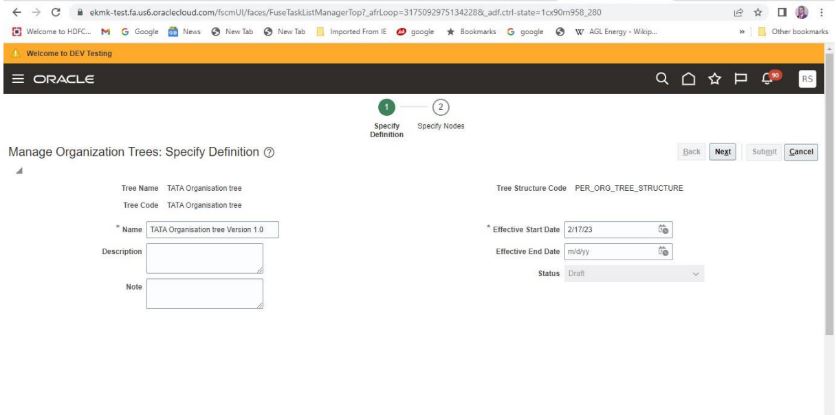 ekmk-test.fa.us6.oraclecloud.com/fscmUI/faces/FuseTaskListManagerTop?_afrLoop=31750929751342288&_adf.ctrl-state=1cx90m958_280
Welcome to HDFC... G Google News New Tab New Tab Imported From IE google Bookmarks G google W AGL Energy - Wikip... » Other bookmarks
Welcome to DEV Testing
ORACLE 90 RS
1 2
Specify Definition Specify Nodes
Manage Organization Trees: Specify Definition Back Next Submit Cancel
Tree Name TATA Organisation tree Tree Structure Code PER_ORG_TREE_STRUCTURE
Tree Code TATA Organisation tree
* Name TATA Organisation tree Version 1.0 * Effective Start Date 2/17/23
Description Effective End Date m/d/yy
Status Draft
Note